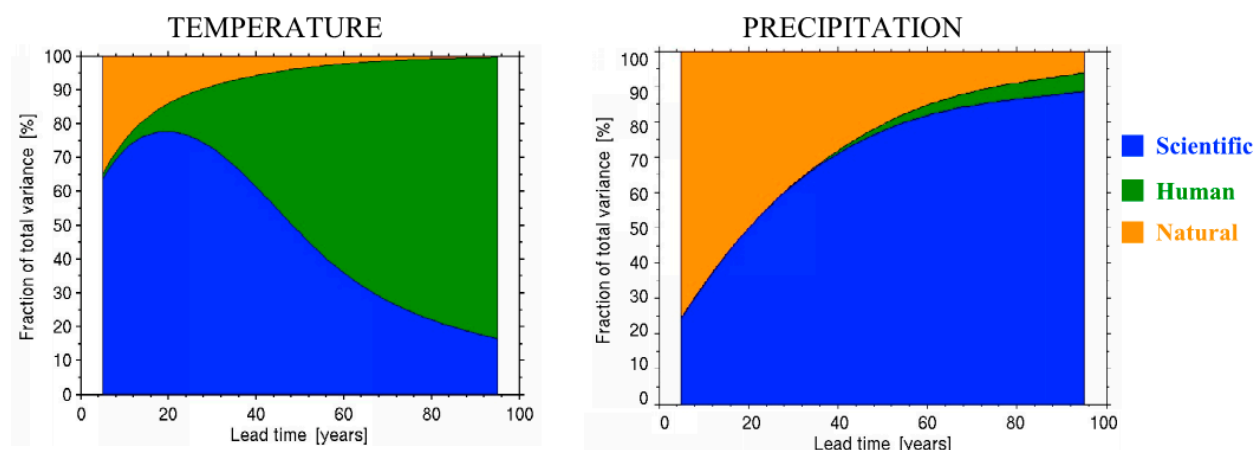 TEMPERATURE
Fraction of total variance [%]
100
90
80
70
60
50
40
30
20
10
0
0 20 40 60 80 100
Lead time [years]
PRECIPITATION
Fraction of total variance [%]
100
90
80
70
60
50
40
30
20
10
0
0 20 40 60 80 100
Lead time [years]
Scientific
Human
Natural